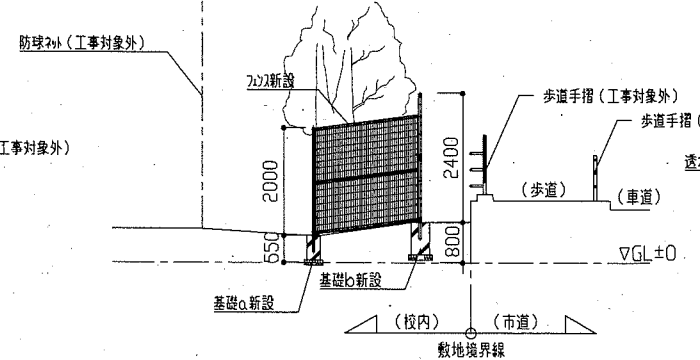 防球ネット(工事対象外)
フェンス新設
歩道手摺(工事対象外)
歩道手摺(
工事対象外)
2000
2400
(歩道)
(車道)
透
550
800
▽GL±0
基礎a新設
基礎b新設
(校内)
(市道)
敷地境界線